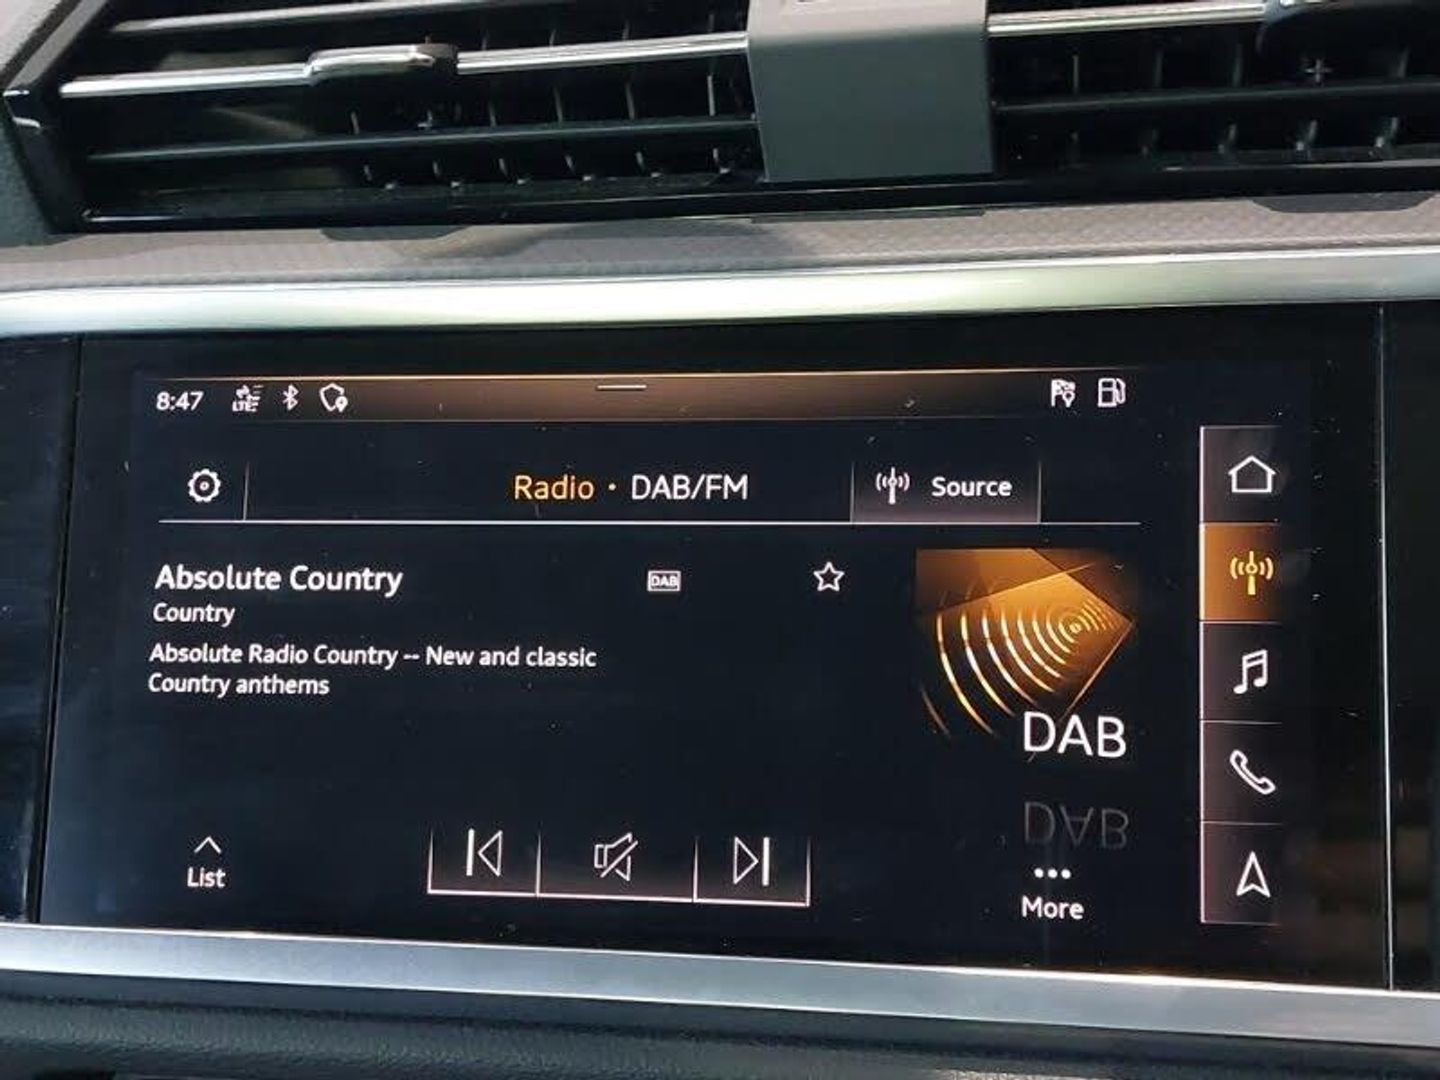 8:47 LTE
Radio · DAB/FM Source
Absolute Country DAB
Country
Absolute Radio Country -- New and classic
Country anthems
DAB
List
More